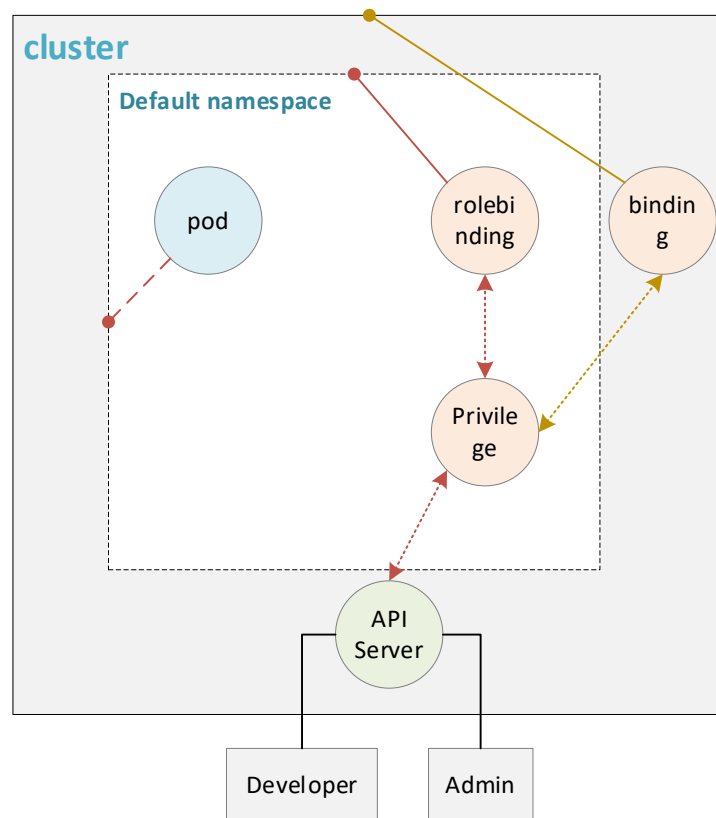 cluster
Default namespace
pod
rolebi
nding
bindin
g
Privile
ge
API
Server
Developer
Admin